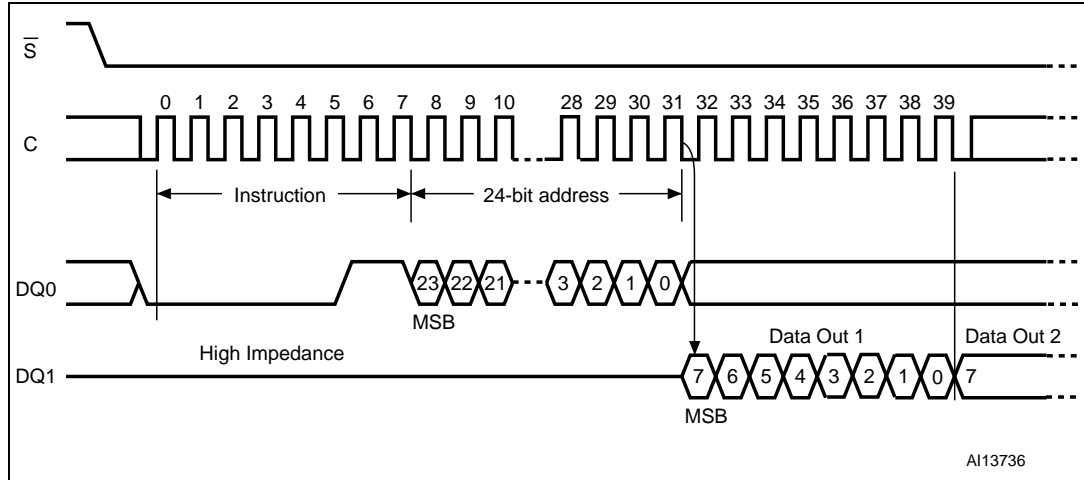 S
0 1 2 3 4 5 6 7 8 9 10 28 29 30 31 32 33 34 35 36 37 38 39
C
Instruction 24-bit address
DQ0 23 22 21 3 2 1 0
MSB
High Impedance Data Out 1 Data Out 2
DQ1 7 6 5 4 3 2 1 0 7
MSB
AI13736